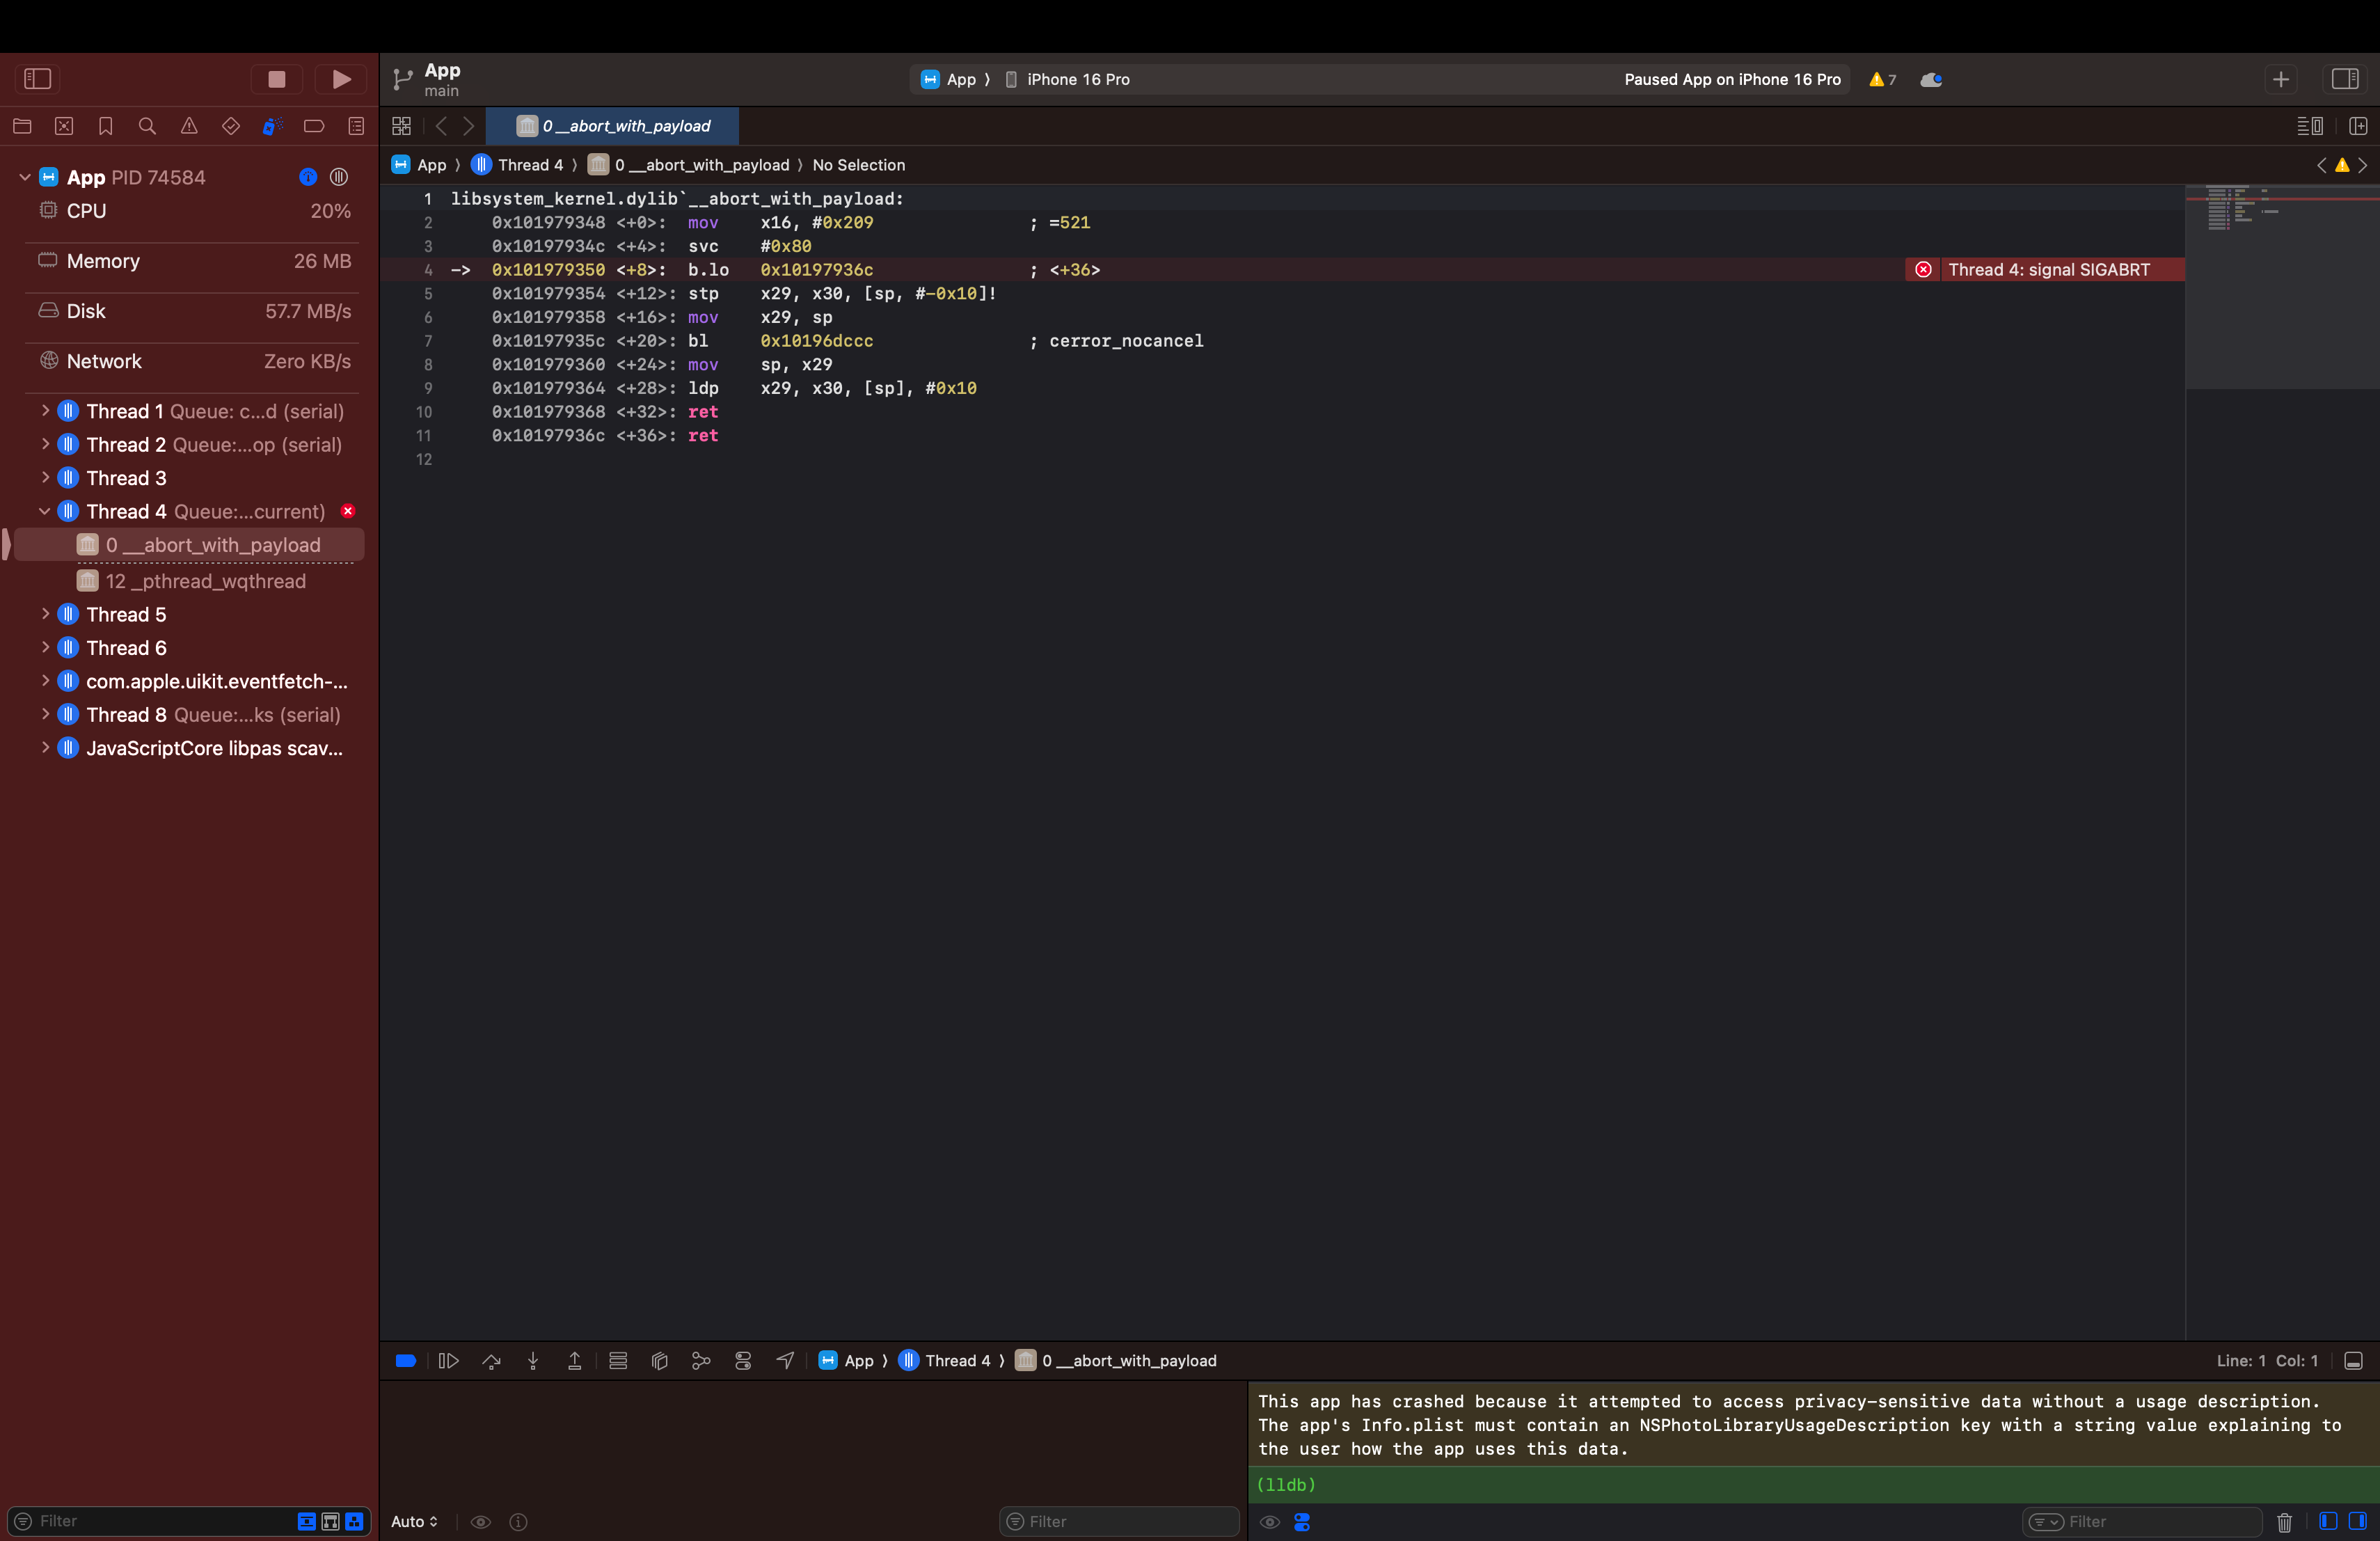 App
main
App 〉 iPhone 16 Pro
Paused App on iPhone 16 Pro
7
0 __abort_with_payload
App 〉 Thread 4 〉 0 __abort_with_payload 〉 No Selection
App PID 74584
CPU 20%
Memory 26 MB
Disk 57.7 MB/s
Network Zero KB/s
Thread 1 Queue: c...d (serial)
Thread 2 Queue:...op (serial)
Thread 3
Thread 4 Queue:...current)
0 __abort_with_payload
12 _pthread_wqthread
Thread 5
Thread 6
com.apple.uikit.eventfetch-...
Thread 8 Queue:...ks (serial)
JavaScriptCore libpas scav...
Filter
1 libsystem_kernel.dylib`__abort_with_payload:
2 0x101979348 <+0>: mov x16, #0x209 ; =521
3 0x10197934c <+4>: svc #0x80
4 -> 0x101979350 <+8>: b.lo 0x10197936c ; <+36>
Thread 4: signal SIGABRT
5 0x101979354 <+12>: stp x29, x30, [sp, #-0x10]!
6 0x101979358 <+16>: mov x29, sp
7 0x10197935c <+20>: bl 0x10196dccc ; cerror_nocancel
8 0x101979360 <+24>: mov sp, x29
9 0x101979364 <+28>: ldp x29, x30, [sp], #0x10
10 0x101979368 <+32>: ret
11 0x10197936c <+36>: ret
12
App 〉 Thread 4 〉 0 __abort_with_payload
Line: 1 Col: 1
This app has crashed because it attempted to access privacy-sensitive data without a usage description.
The app's Info.plist must contain an NSPhotoLibraryUsageDescription key with a string value explaining to
the user how the app uses this data.
(lldb)
Auto
Filter
Filter